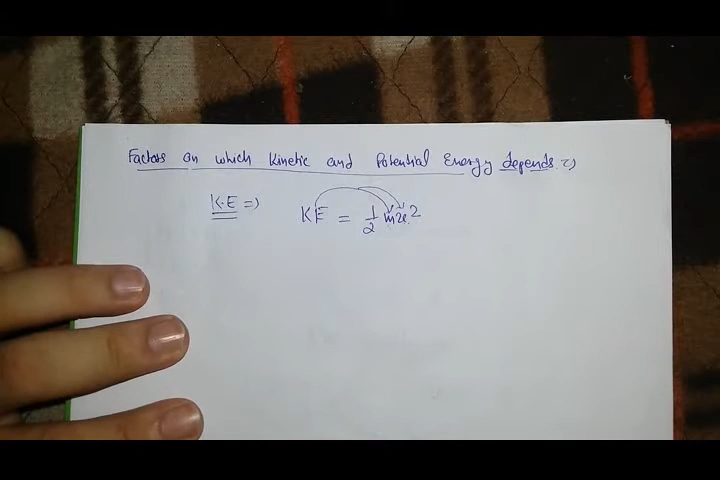 Factors on which Kinetic and Potential Energy depends =>
K.E => KE = 1/2 mv2